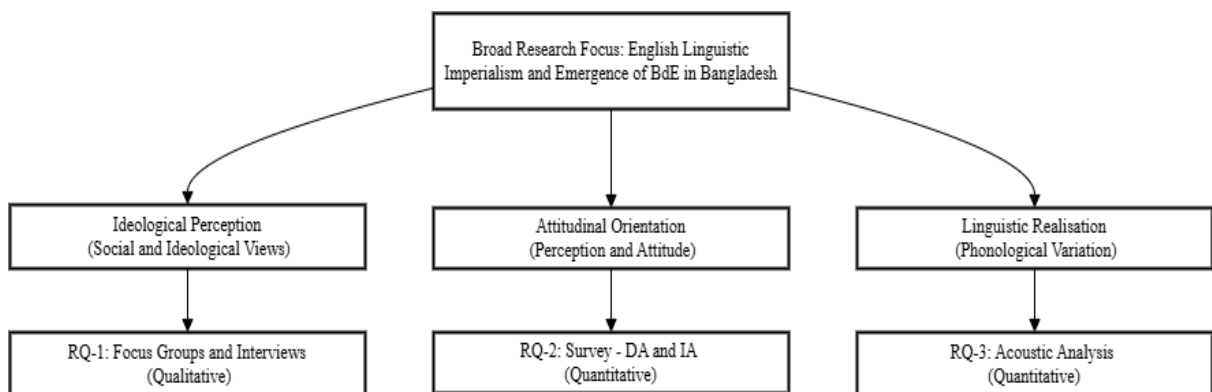 Broad Research Focus: English Linguistic
Imperialism and Emergence of BdE in Bangladesh
Ideological Perception
(Social and Ideological Views)
Attitudinal Orientation
(Perception and Attitude)
Linguistic Realisation
(Phonological Variation)
RQ-1: Focus Groups and Interviews
(Qualitative)
RQ-2: Survey - DA and IA
(Quantitative)
RQ-3: Acoustic Analysis
(Quantitative)